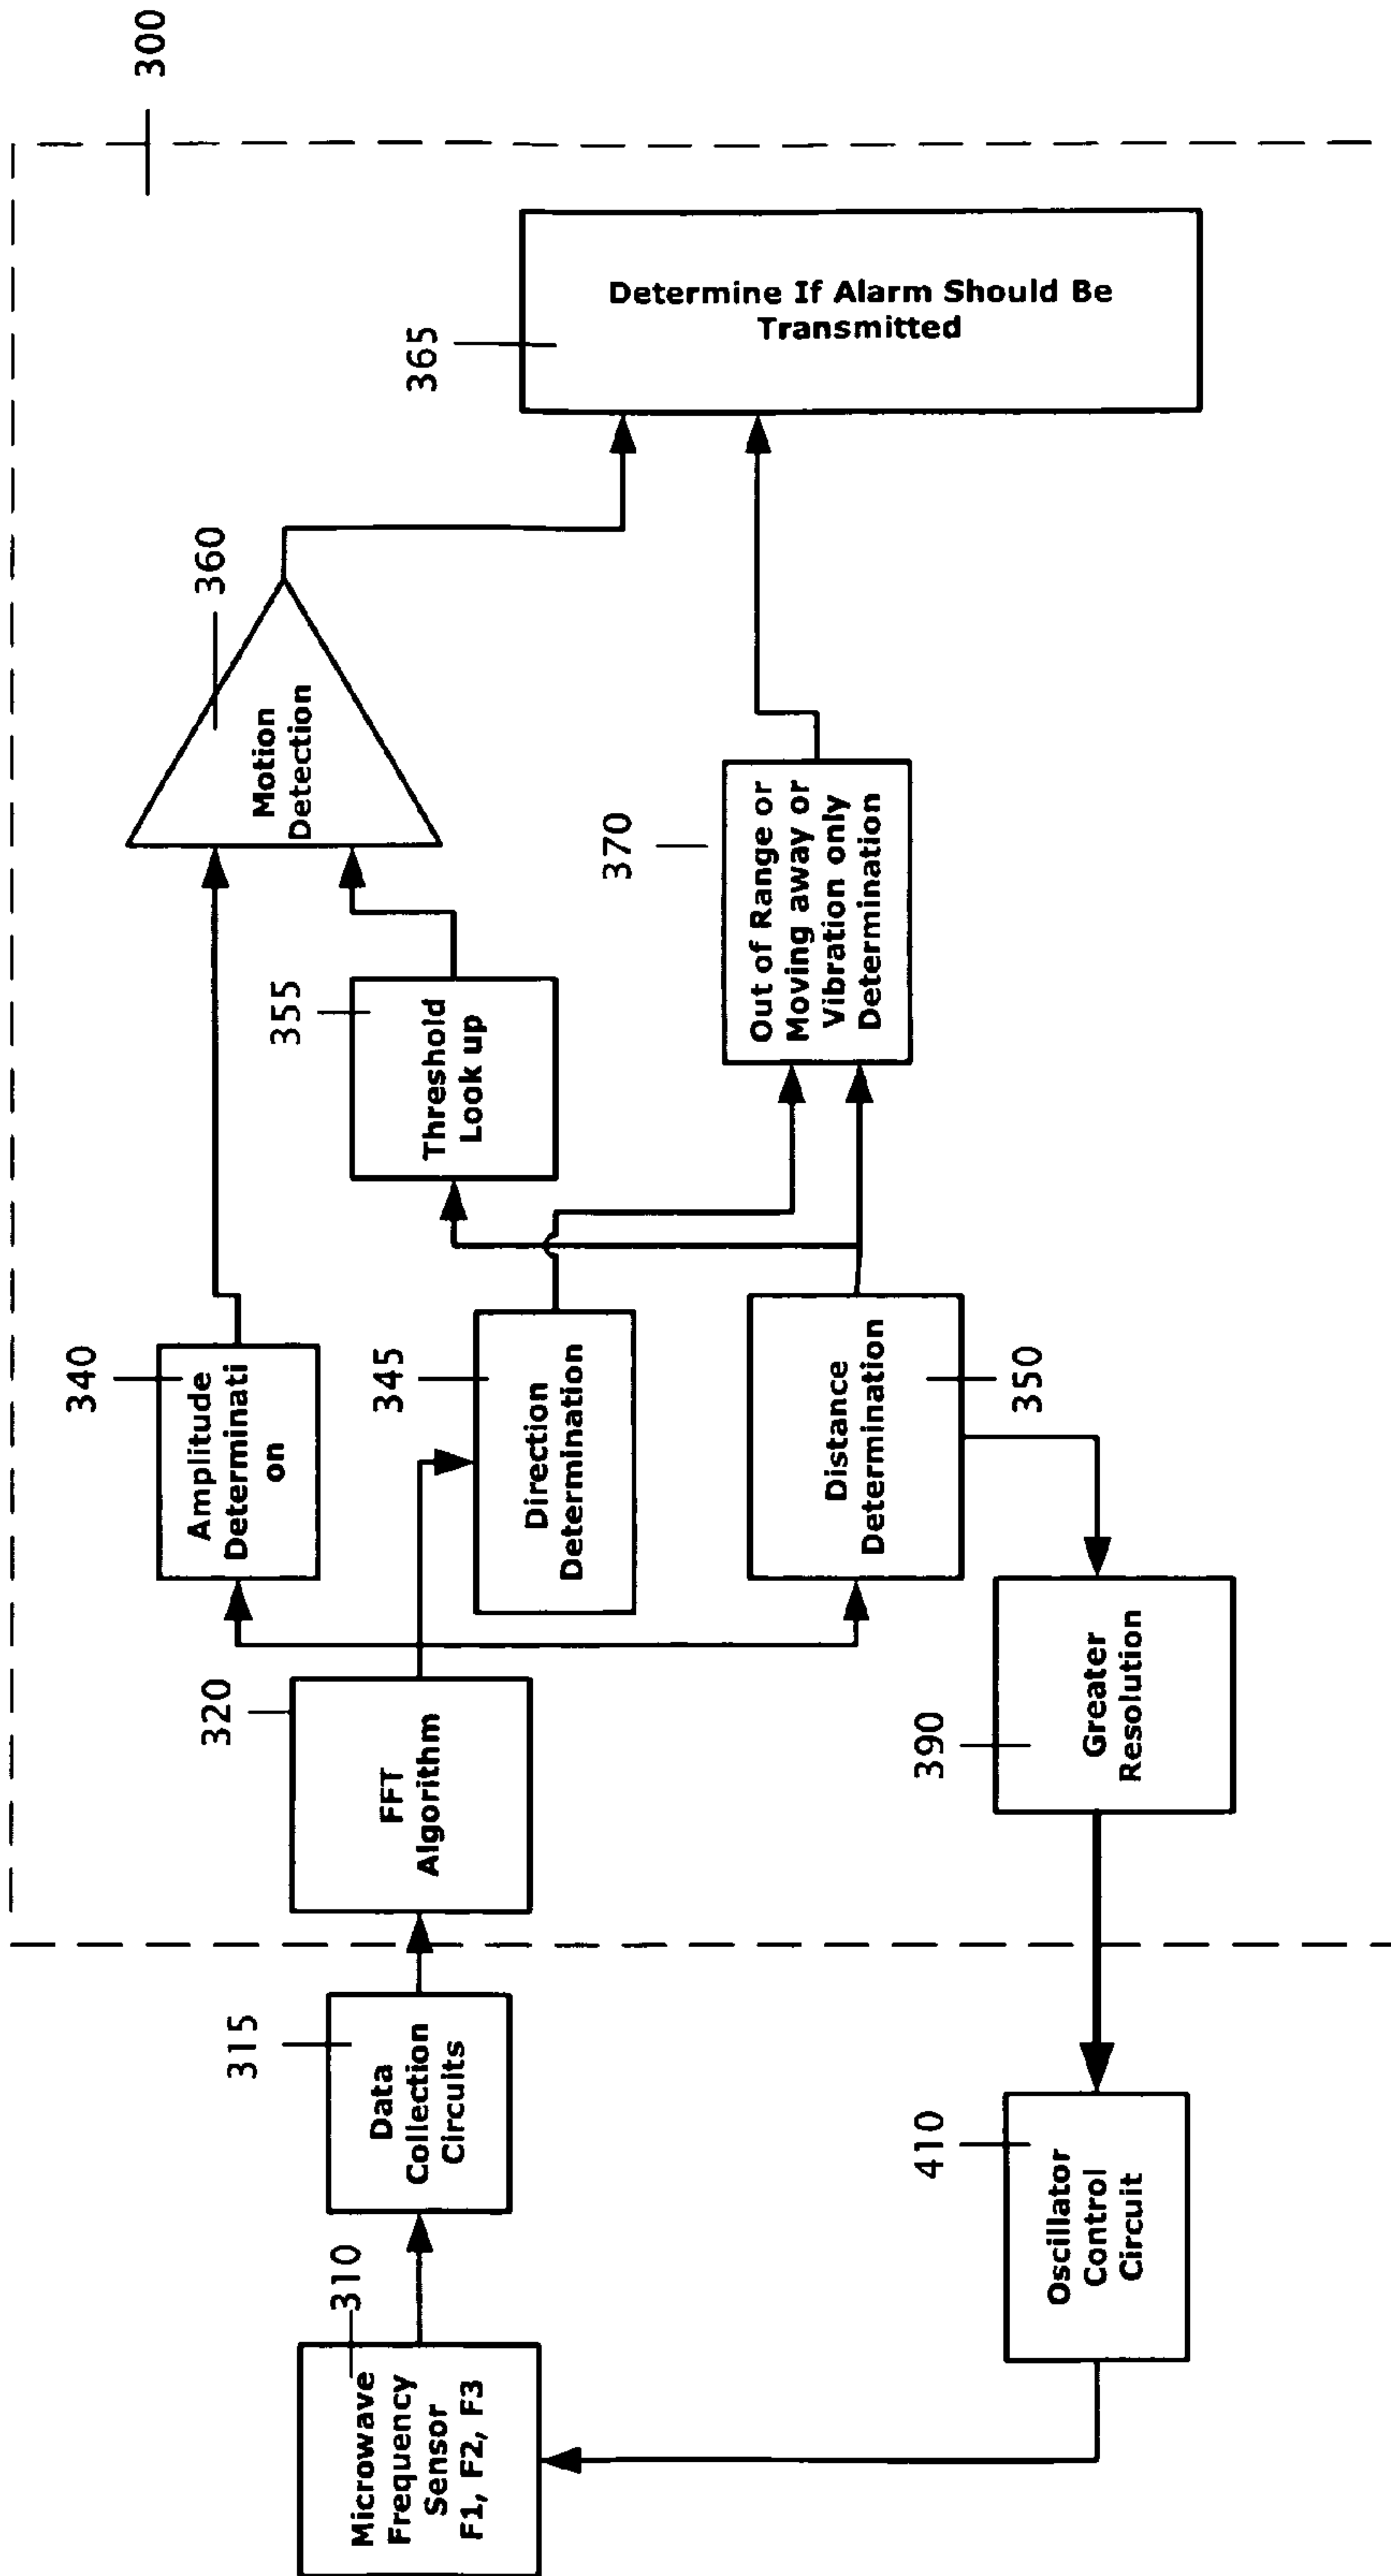 300
310
Microwave
Frequency
Sensor
F1, F2, F3
315
Data
Collection
Circuits
320
FFT
Algorithm
340
Amplitude
Determinati
on
345
Direction
Determination
350
Distance
Determination
355
Threshold
Look up
360
Motion
Detection
365
Determine If Alarm Should Be
Transmitted
370
Out of Range or
Moving away or
Vibration only
Determination
390
Greater
Resolution
410
Oscillator
Control
Circuit